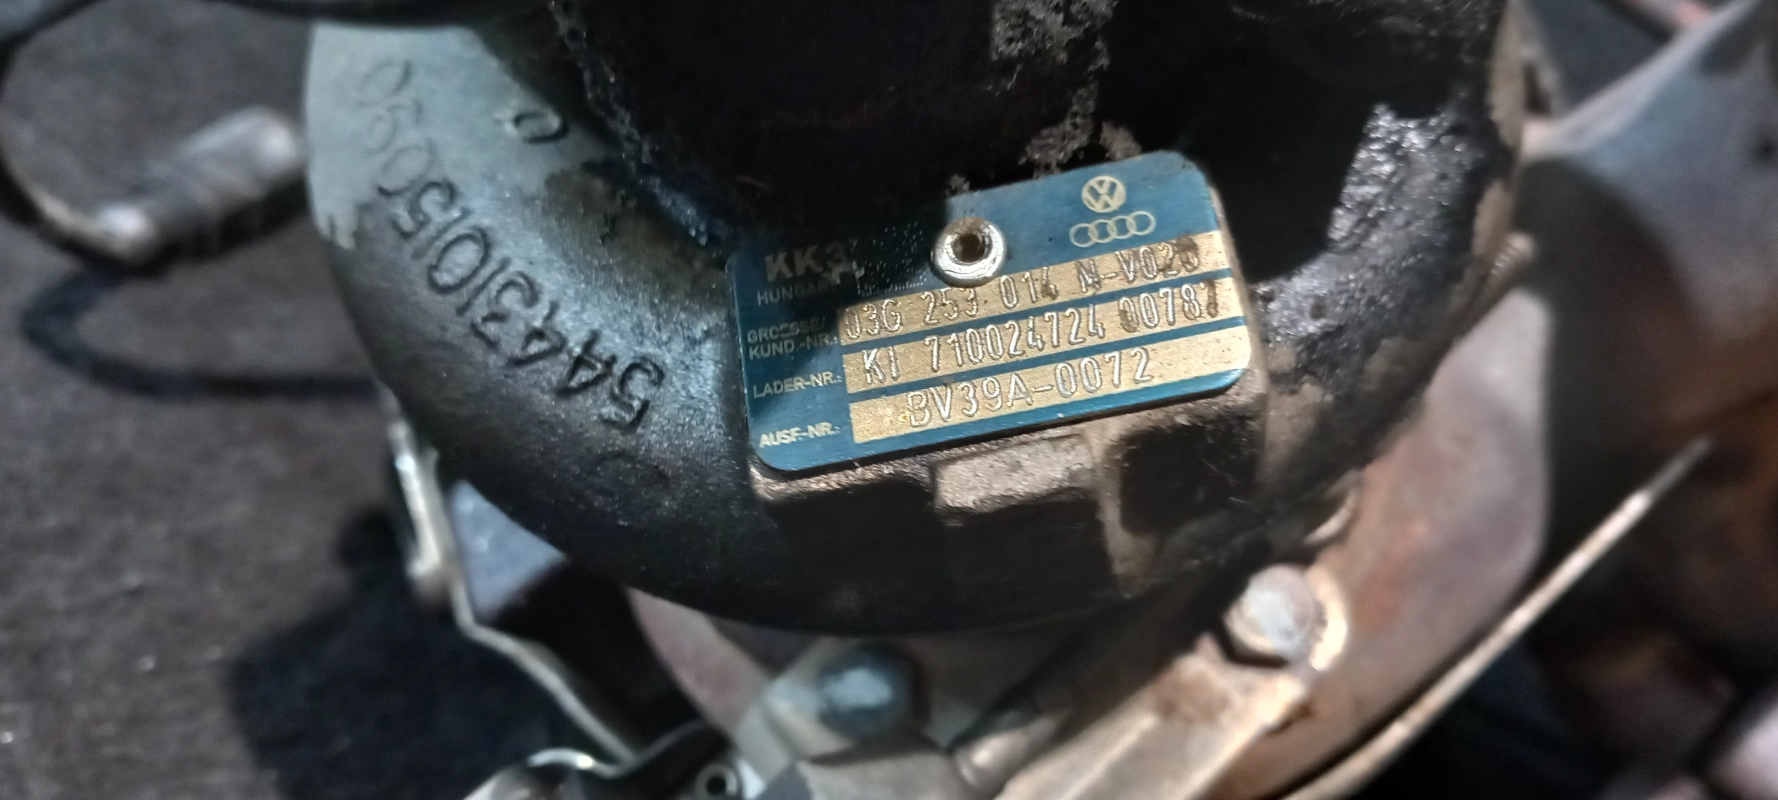 54431015090
KK3
HUNGARY
GROESSE/
KUND.-NR.: 03G 253 014 M-V020
LADER-NR.: KI 710024724 00787
AUSF.-NR.: BV39A-0072